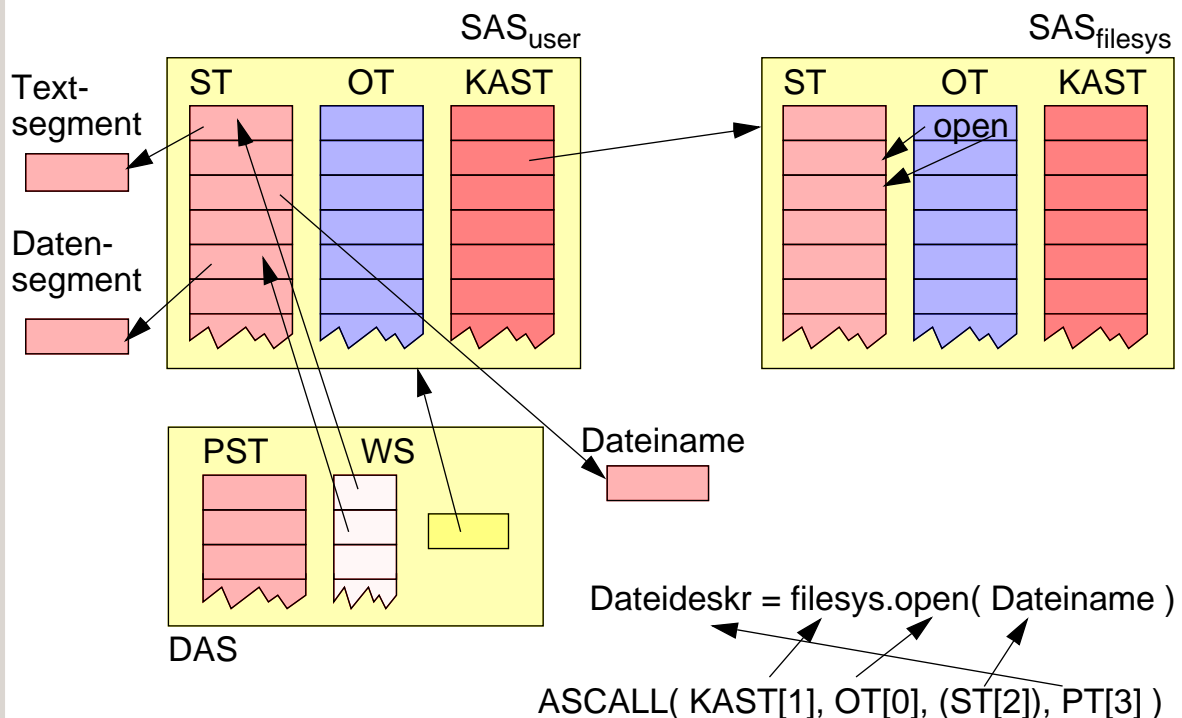 SASuser
SASfilesys
ST OT KAST
ST OT KAST
Text-
segment
open
Daten-
segment
PST WS
Dateiname
DAS
Dateideskr = filesys.open( Dateiname )
ASCALL( KAST[1], OT[0], (ST[2]), PT[3] )